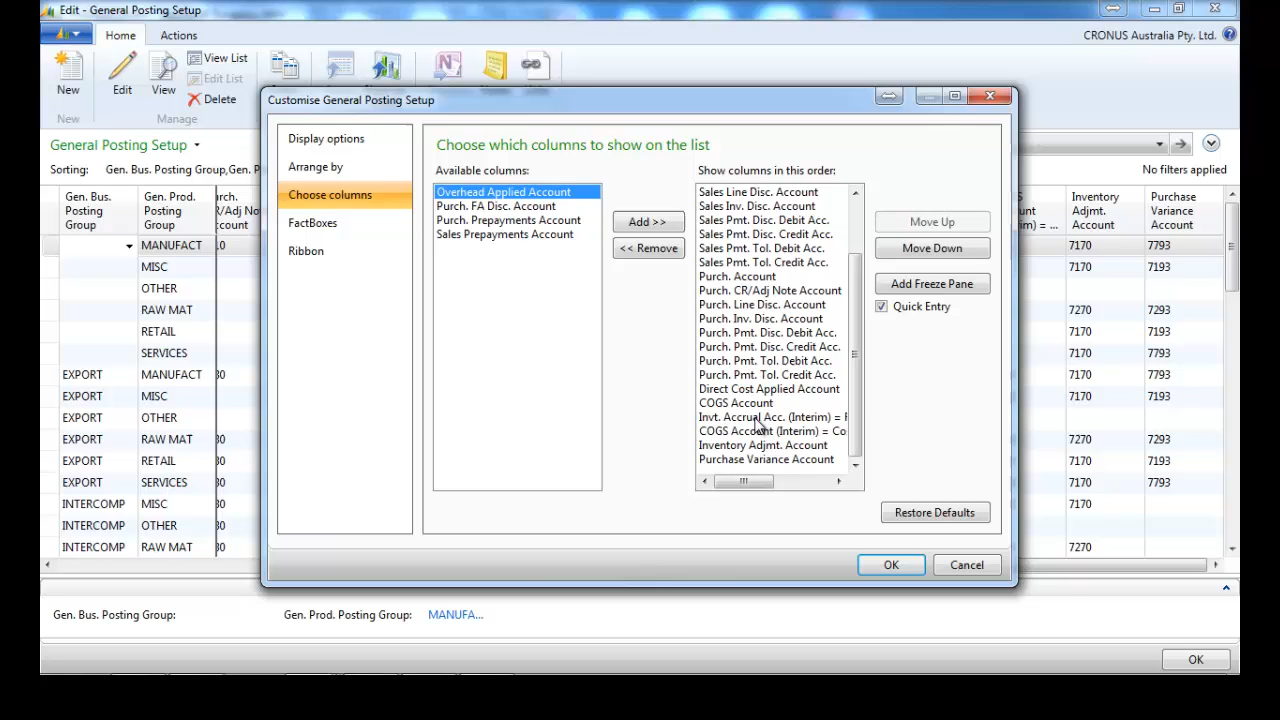 Edit - General Posting Setup
Home
Actions
CRONUS Australia Pty. Ltd.
New
Edit
View
View List
Edit List
Delete
New
Manage
General Posting Setup
Sorting: Gen. Bus. Posting Group,Gen. P
No filters applied
Gen. Bus. Posting Group
Gen. Prod. Posting Group
Inventory Adjmt. Account
Purchase Variance Account
MANUFACT 7170 7793
MISC 7170 7193
OTHER
RAW MAT 7270 7293
RETAIL 7170 7193
SERVICES 7170 7793
EXPORT MANUFACT 7170 7793
EXPORT MISC 7170 7193
EXPORT OTHER
EXPORT RAW MAT 7270 7293
EXPORT RETAIL 7170 7193
EXPORT SERVICES 7170 7793
INTERCOMP MISC 7170
INTERCOMP OTHER
INTERCOMP RAW MAT 7270
Customise General Posting Setup
Display options
Arrange by
Choose columns
FactBoxes
Ribbon
Choose which columns to show on the list
Available columns:
Overhead Applied Account
Purch. FA Disc. Account
Purch. Prepayments Account
Sales Prepayments Account
Add >>
<< Remove
Show columns in this order:
Sales Line Disc. Account
Sales Inv. Disc. Account
Sales Pmt. Disc. Debit Acc.
Sales Pmt. Disc. Credit Acc.
Sales Pmt. Tol. Debit Acc.
Sales Pmt. Tol. Credit Acc.
Purch. Account
Purch. CR/Adj Note Account
Purch. Line Disc. Account
Purch. Inv. Disc. Account
Purch. Pmt. Disc. Debit Acc.
Purch. Pmt. Disc. Credit Acc.
Purch. Pmt. Tol. Debit Acc.
Purch. Pmt. Tol. Credit Acc.
Direct Cost Applied Account
COGS Account
Invt. Accrual Acc. (Interim) =
COGS Account (Interim) = Co
Inventory Adjmt. Account
Purchase Variance Account
Move Up
Move Down
Add Freeze Pane
Quick Entry
Restore Defaults
OK
Cancel
Gen. Bus. Posting Group:
Gen. Prod. Posting Group: MANUFA...
OK